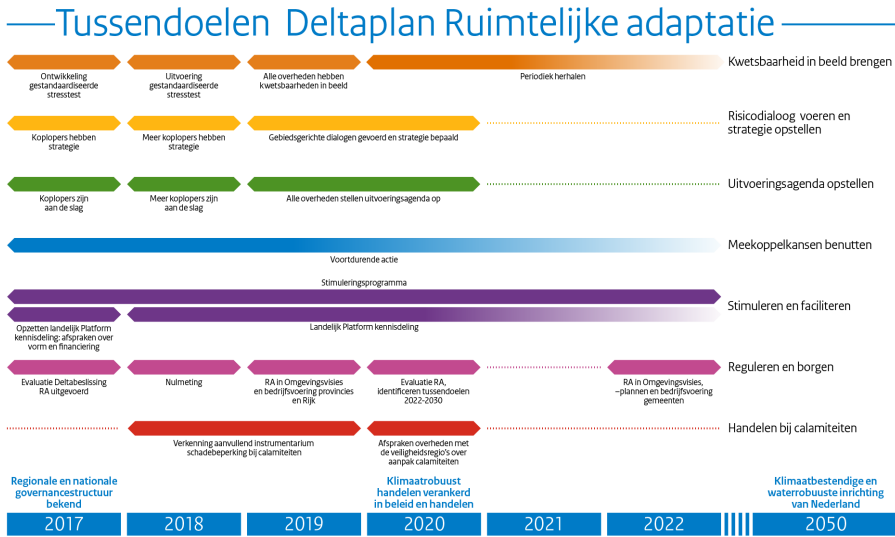 Tussendoelen Deltaplan Ruimtelijke adaptatie
Kwetsbaarheid in beeld brengen
Ontwikkeling
gestandaardiseerde
stresstest
Uitvoering
gestandaardiseerde
stresstest
Alle overheden hebben
kwetsbaarheden in beeld
Periodiek herhalen
Risicodialoog voeren en
strategie opstellen
Koplopers hebben
strategie
Meer koplopers hebben
strategie
Gebiedsgerichte dialogen gevoerd en strategie bepaald
Uitvoeringsagenda opstellen
Koplopers zijn
aan de slag
Meer koplopers zijn
aan de slag
Alle overheden stellen uitvoeringsagenda op
Meekoppelkansen benutten
Voortdurende actie
Stimuleringsprogramma
Stimuleren en faciliteren
Opzetten landelijk Platform
kennisdeling: afspraken over
vorm en financiering
Landelijk Platform kennisdeling
Reguleren en borgen
Evaluatie Deltabeslissing
RA uitgevoerd
Nulmeting
RA in Omgevingsvisies
en bedrijfsvoering provincies
en Rijk
Evaluatie RA,
identificeren tussendoelen
2022-2030
RA in Omgevingsvisies,
–plannen en bedrijfsvoering
gemeenten
Handelen bij calamiteiten
Verkenning aanvullend instrumentarium
schadebeperking bij calamiteiten
Afspraken overheden met
de veiligheidsregio's over
aanpak calamiteiten
Regionale en nationale
governancestructuur
bekend
Klimaatrobuust
handelen verankerd
in beleid en handelen
Klimaatbestendige en
waterrobuuste inrichting
van Nederland
2017 2018 2019 2020 2021 2022 2050